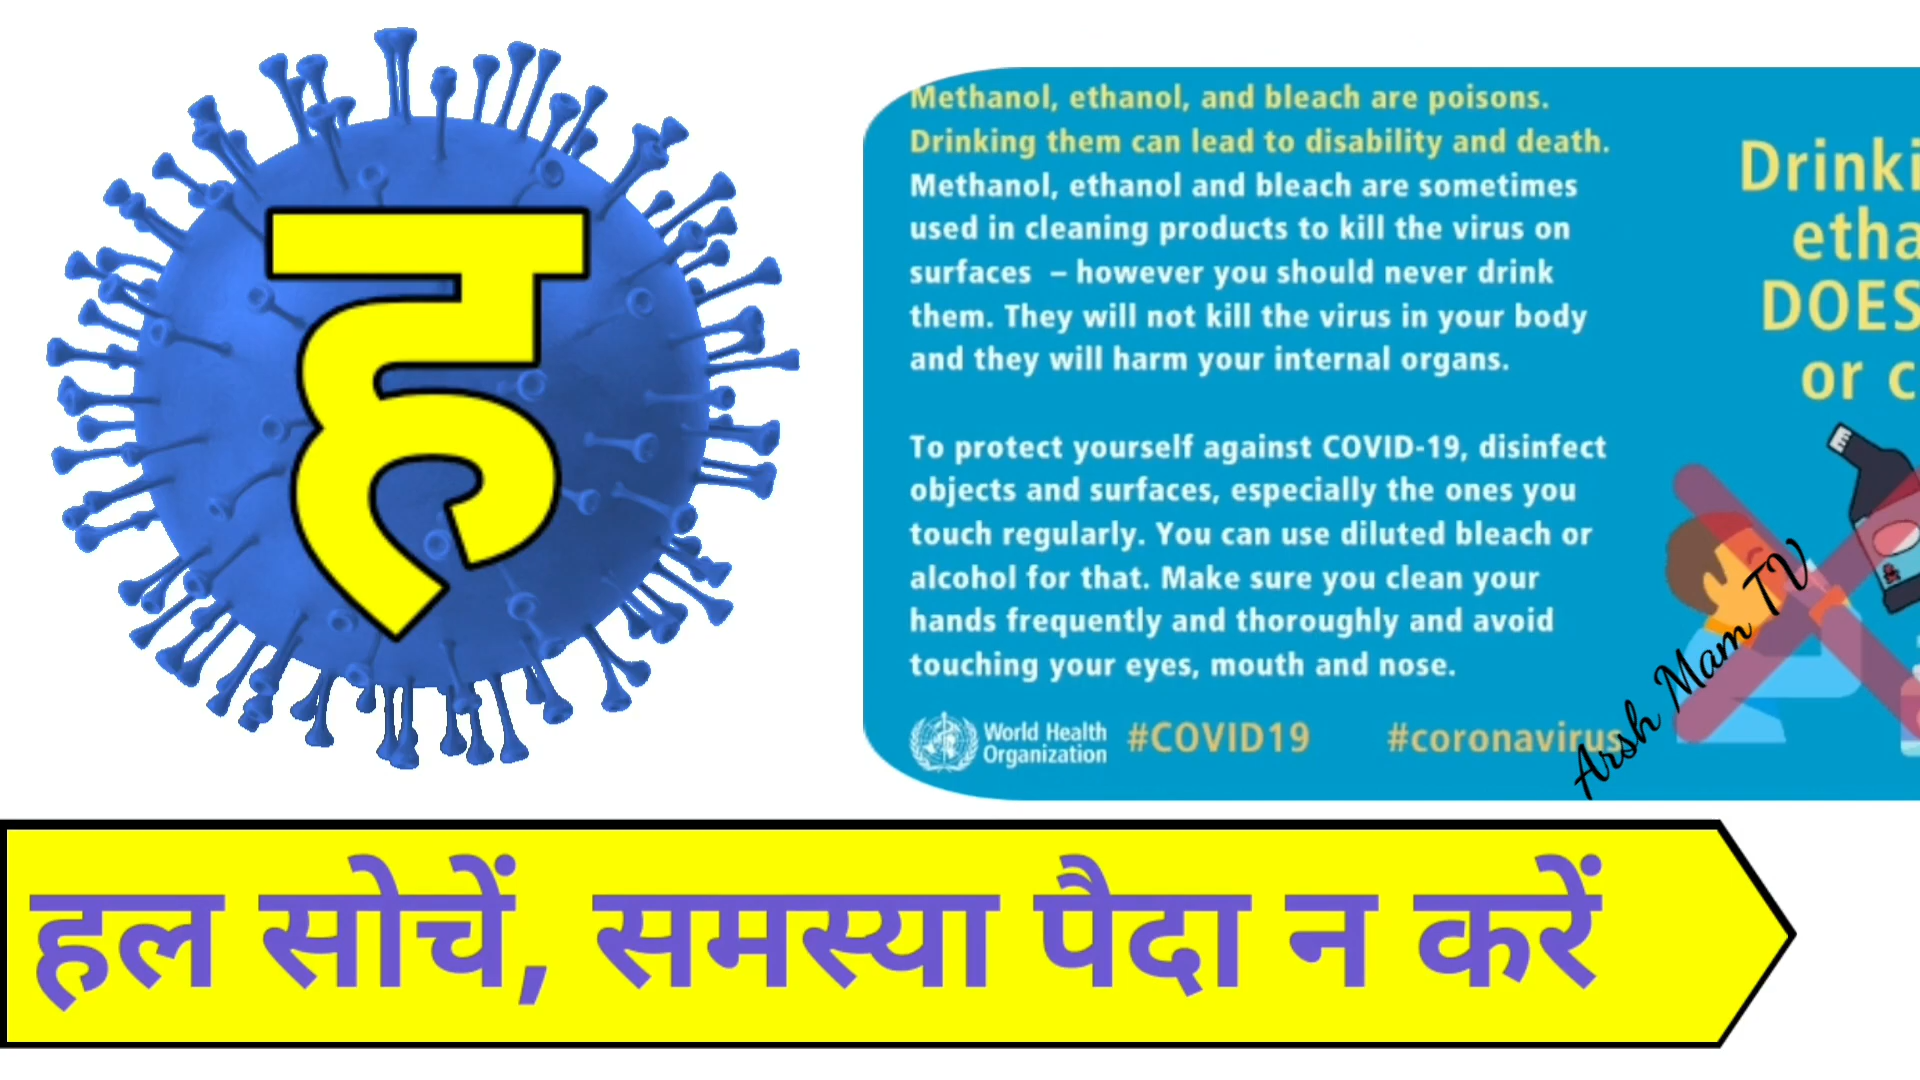 ह
Methanol, ethanol, and bleach are poisons.
Drinking them can lead to disability and death.
Methanol, ethanol and bleach are sometimes
used in cleaning products to kill the virus on
surfaces – however you should never drink
them. They will not kill the virus in your body
and they will harm your internal organs.
To protect yourself against COVID-19, disinfect
objects and surfaces, especially the ones you
touch regularly. You can use diluted bleach or
alcohol for that. Make sure you clean your
hands frequently and thoroughly and avoid
touching your eyes, mouth and nose.
World Health
Organization
#COVID19 #coronavirus
Drinki
etha
DOES
or c
Arsh Mam TV
हल सोचें, समस्या पैदा न करें